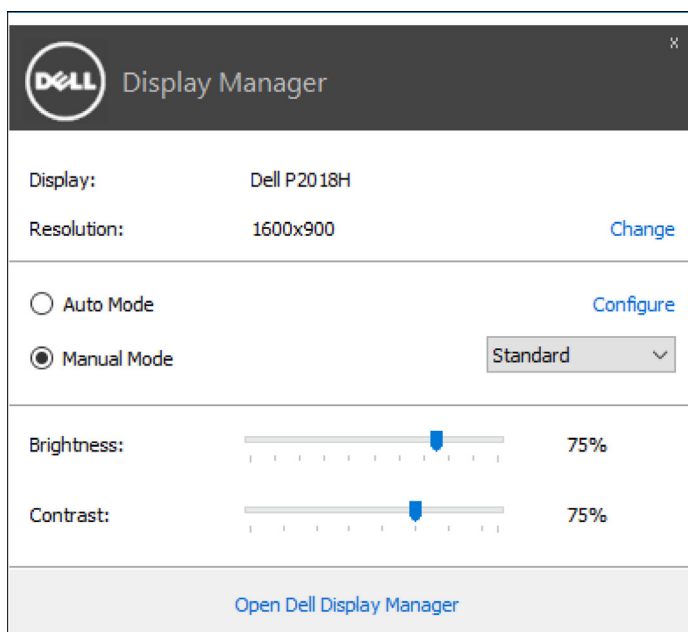 x
DELL Display Manager
Display: Dell P2018H
Resolution: 1600x900 Change
Auto Mode Configure
Manual Mode Standard
Brightness: 75%
Contrast: 75%
Open Dell Display Manager